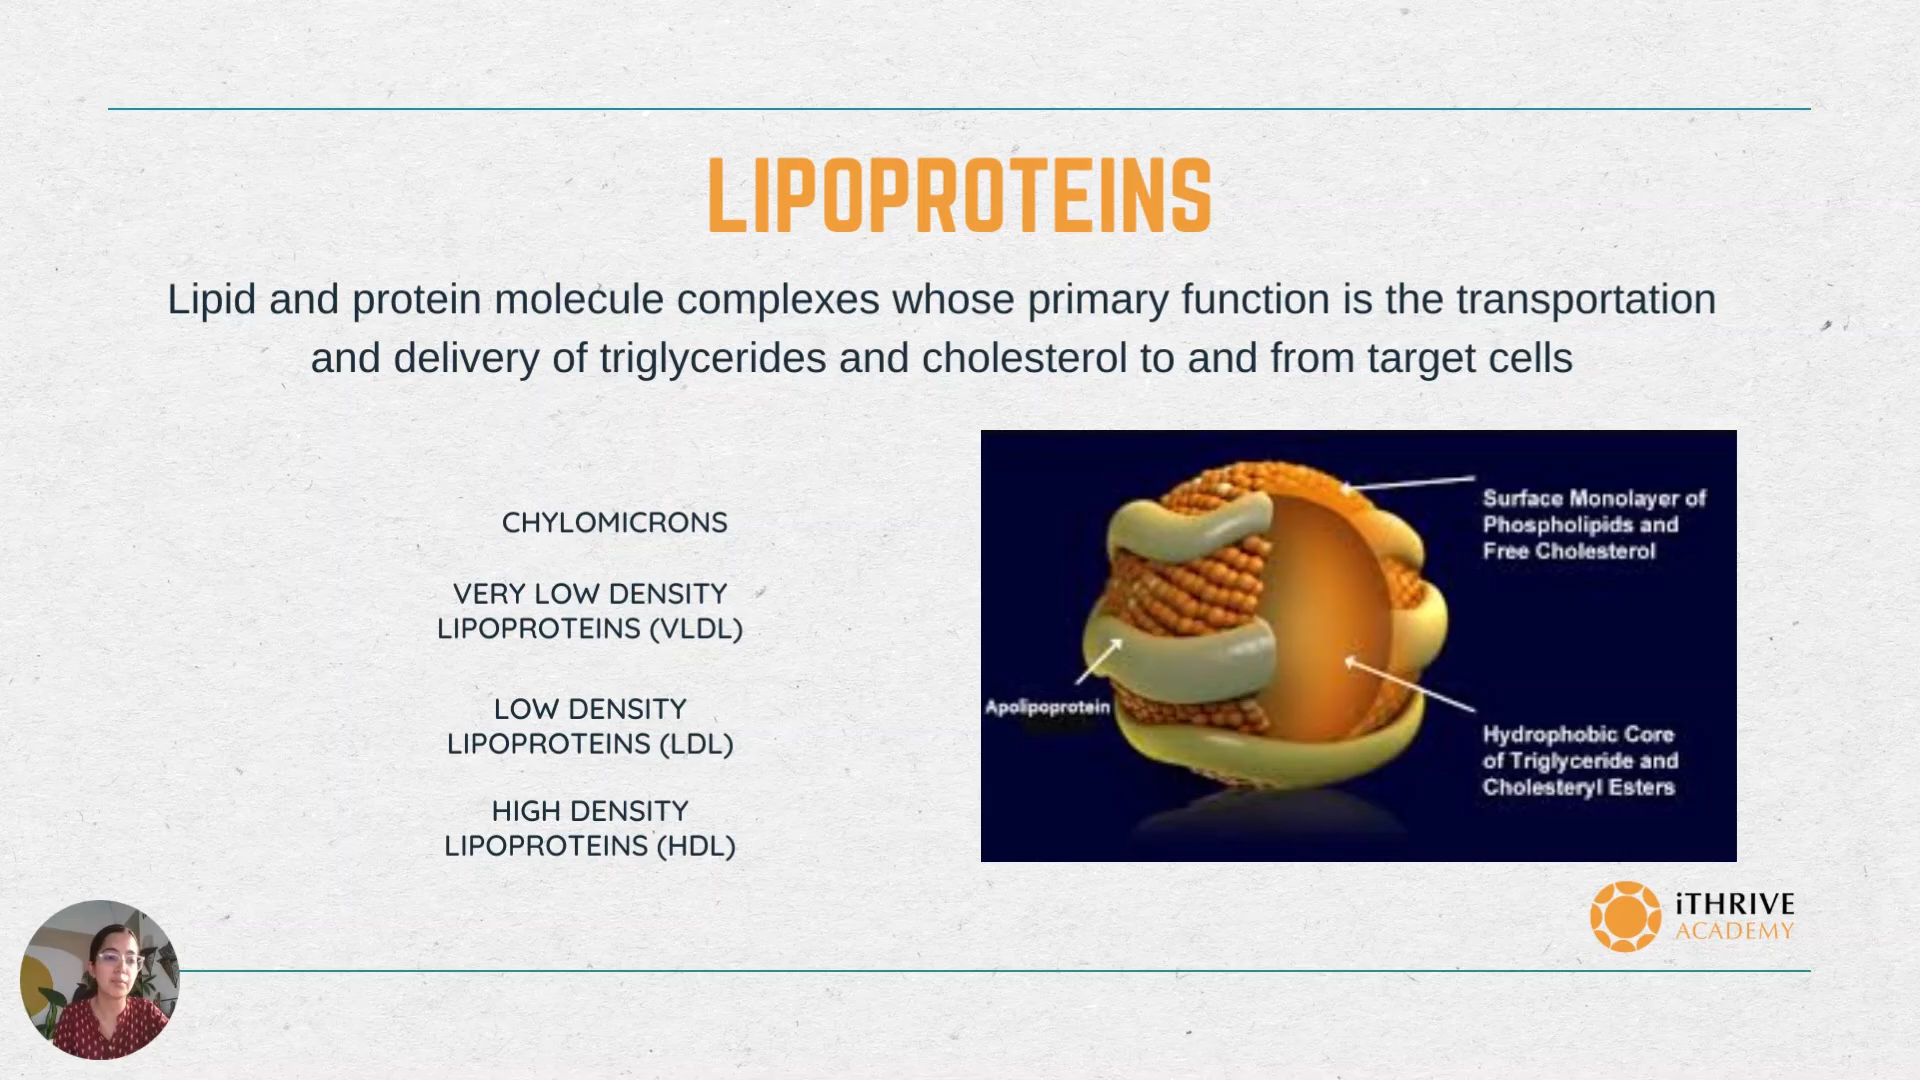 LIPOPROTEINS
Lipid and protein molecule complexes whose primary function is the transportation
and delivery of triglycerides and cholesterol to and from target cells
CHYLOMICRONS
VERY LOW DENSITY
LIPOPROTEINS (VLDL)
LOW DENSITY
LIPOPROTEINS (LDL)
HIGH DENSITY
LIPOPROTEINS (HDL)
Surface Monolayer of
Phospholipids and
Free Cholesterol
Apolipoprotein
Hydrophobic Core
of Triglyceride and
Cholesteryl Esters
iTHRIVE
ACADEMY